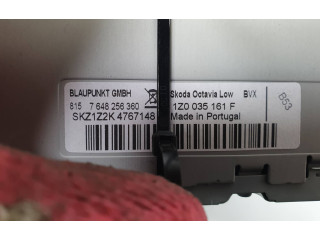 BLAUPUNKT GMBH Skoda Octavia Low BVX
815 7 648 256 360 1Z0 035 161 F
SKZ1Z2K 4767148 Made in Portugal
853